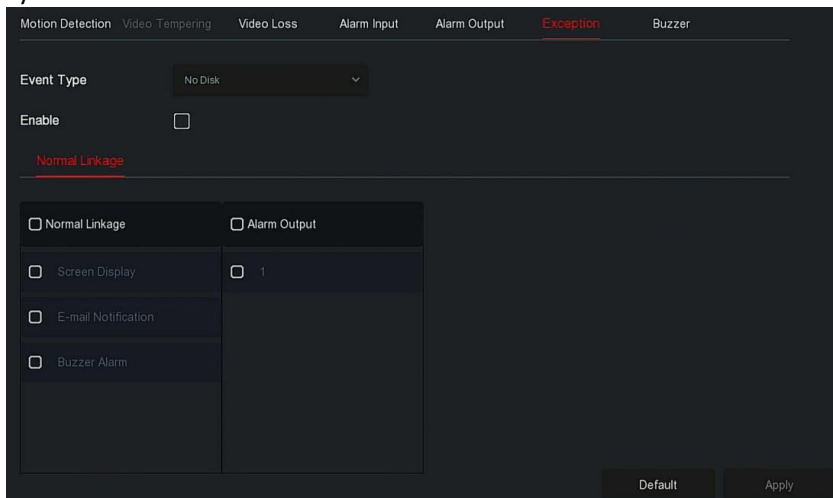 Motion Detection Video Tempering Video Loss Alarm Input Alarm Output Exception Buzzer
Event Type No Disk
Enable
Normal Linkage
Normal Linkage Alarm Output
Screen Display 1
E-mail Notification
Buzzer Alarm
Default Apply